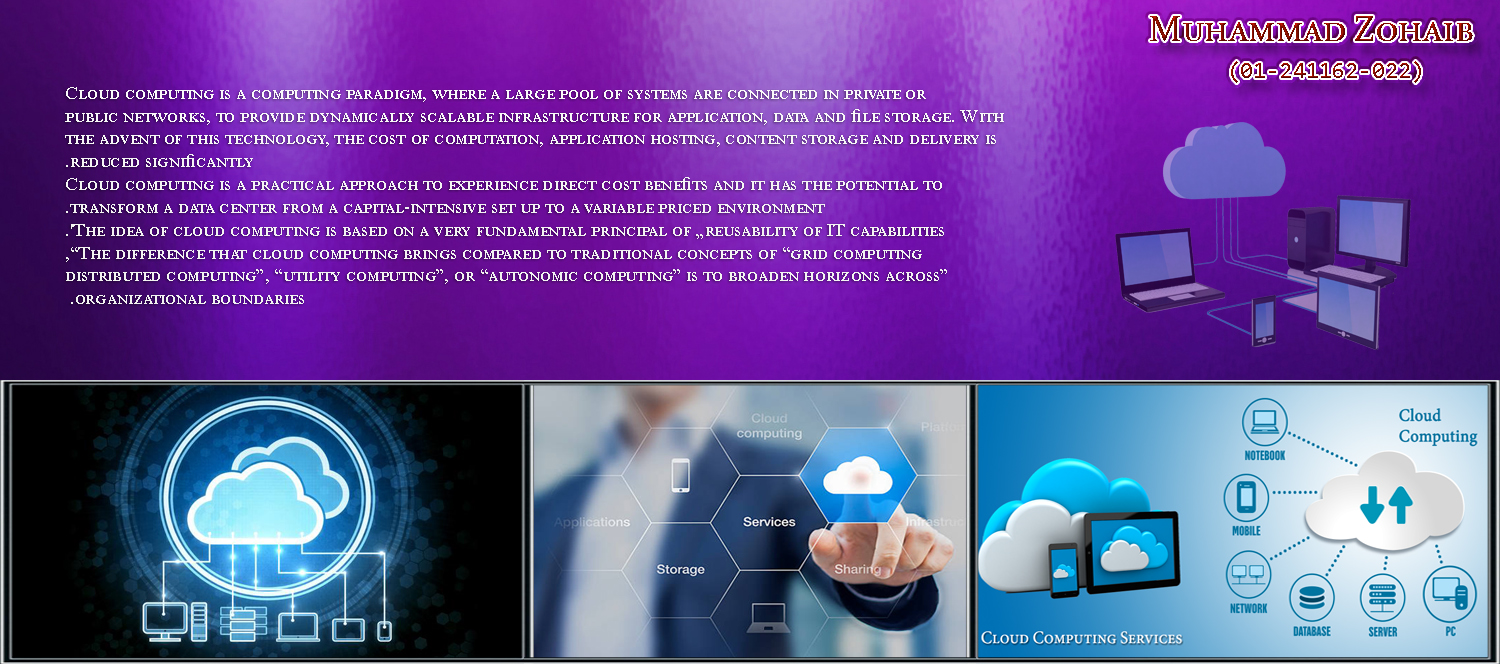 Muhammad Zohaib
(01-241162-022)
Cloud computing is a computing paradigm, where a large pool of systems are connected in private or
public networks, to provide dynamically scalable infrastructure for application, data and file storage. With
the advent of this technology, the cost of computation, application hosting, content storage and delivery is
.reduced significantly
Cloud computing is a practical approach to experience direct cost benefits and it has the potential to
.transform a data center from a capital-intensive set up to a variable priced environment
.'The idea of cloud computing is based on a very fundamental principal of „reusability of IT capabilities
,“The difference that cloud computing brings compared to traditional concepts of “grid computing
distributed computing”, “utility computing”, or “autonomic computing” is to broaden horizons across”
.organizational boundaries
Cloud
computing
Applications
Services
Storage
Sharing
Cloud
Computing
NOTEBOOK
MOBILE
NETWORK
DATABASE
SERVER
PC
Cloud Computing Services